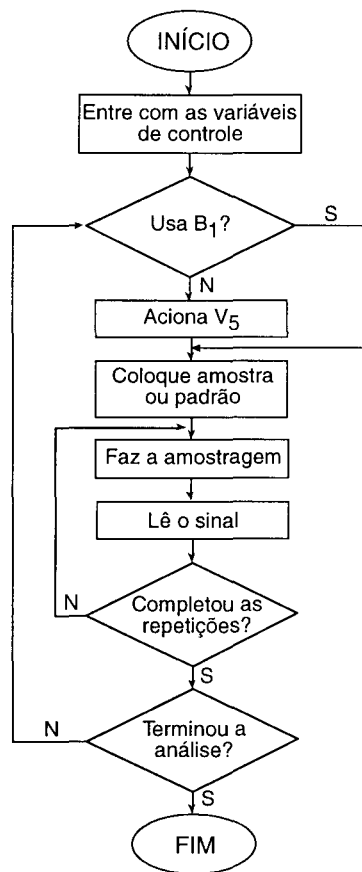 INÍCIO
Entre com as variáveis
de controle
Usa B1?
S
N
Aciona V5
Coloque amostra
ou padrão
Faz a amostragem
Lê o sinal
N
Completou as
repetições?
S
N
Terminou a
análise?
S
FIM